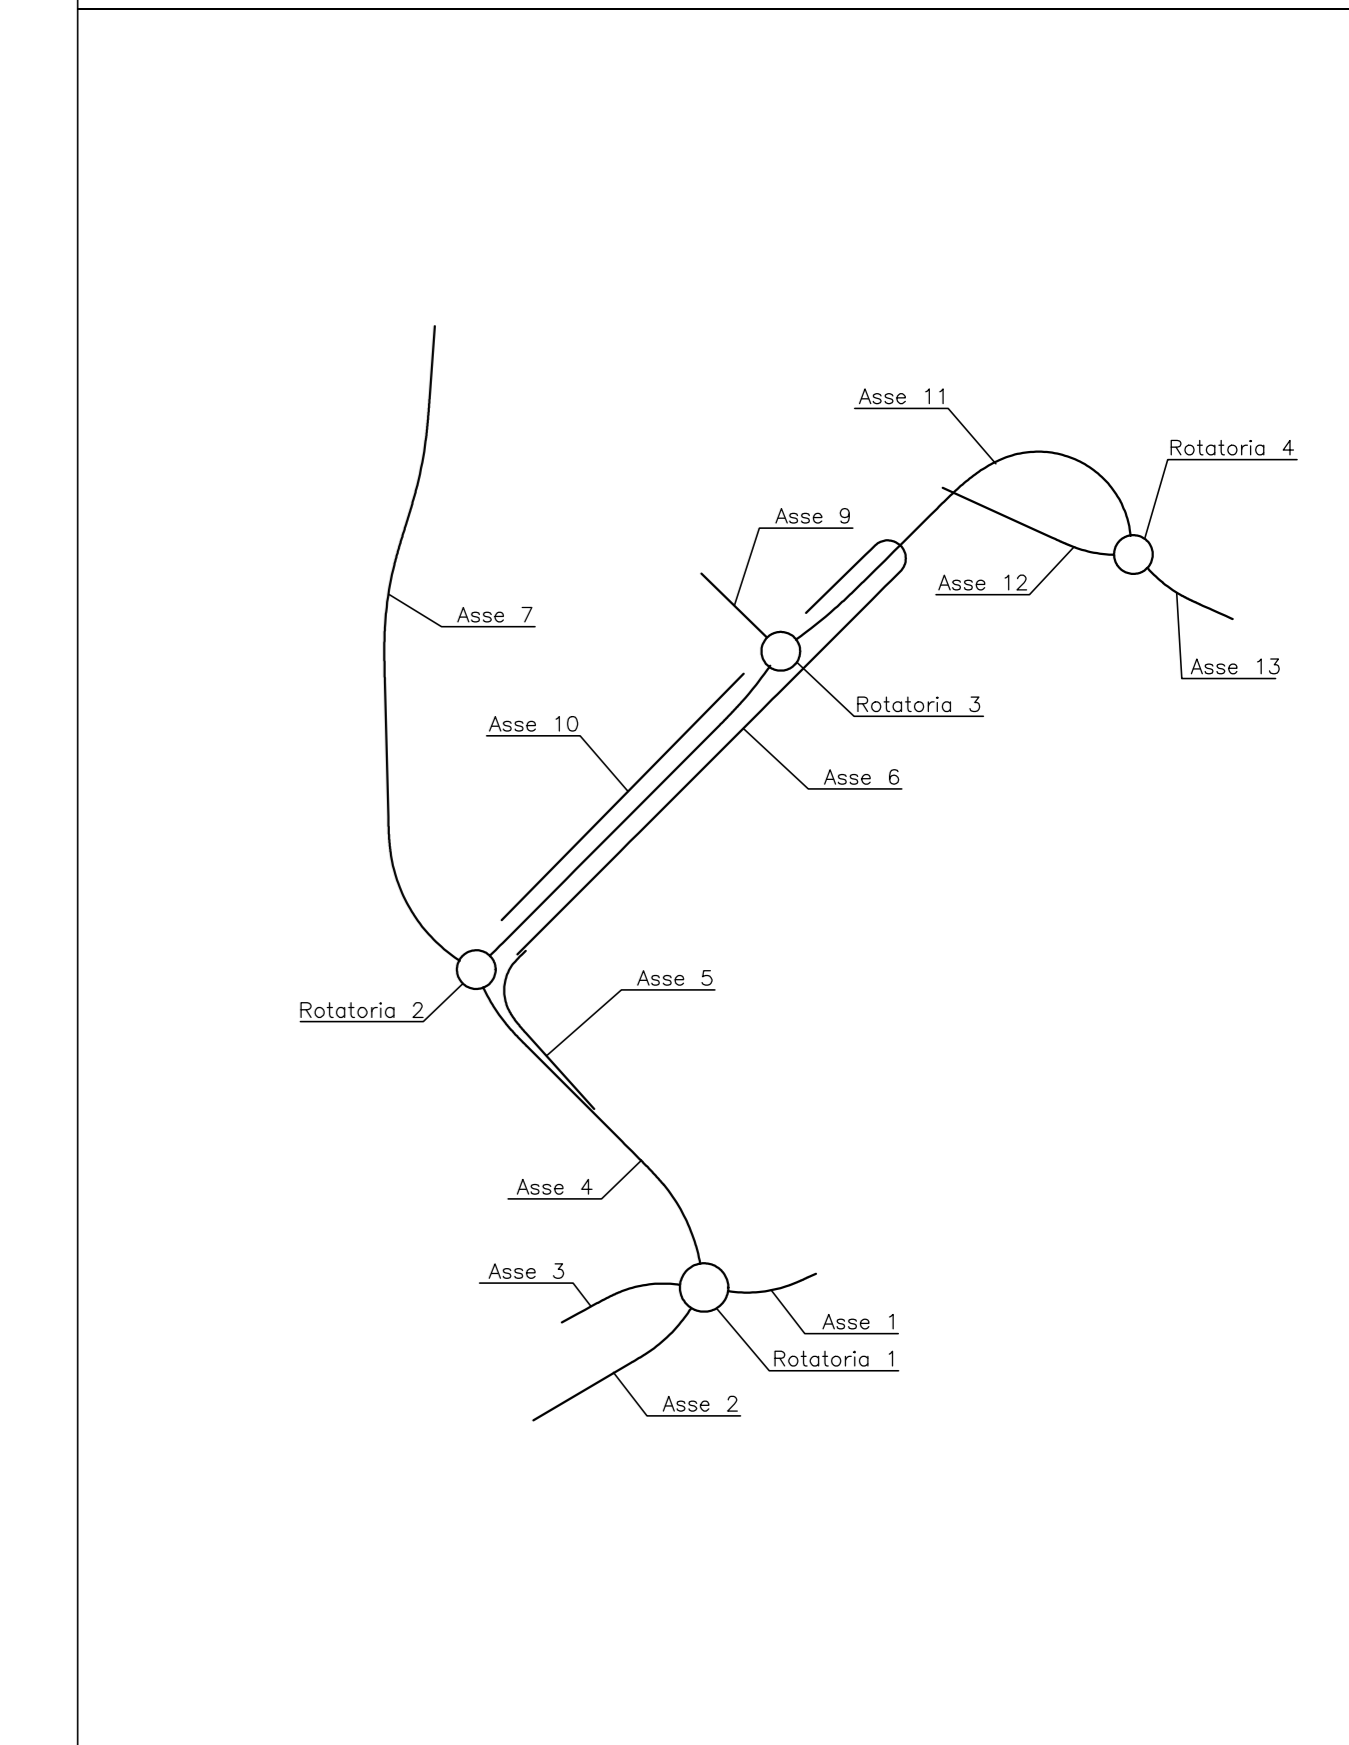 Asse 11
Rotatoria 4
Asse 9
Asse 12
Asse 7
Asse 13
Rotatoria 3
Asse 10
Asse 6
Asse 5
Rotatoria 2
Asse 4
Asse 3
Asse 1
Rotatoria 1
Asse 2